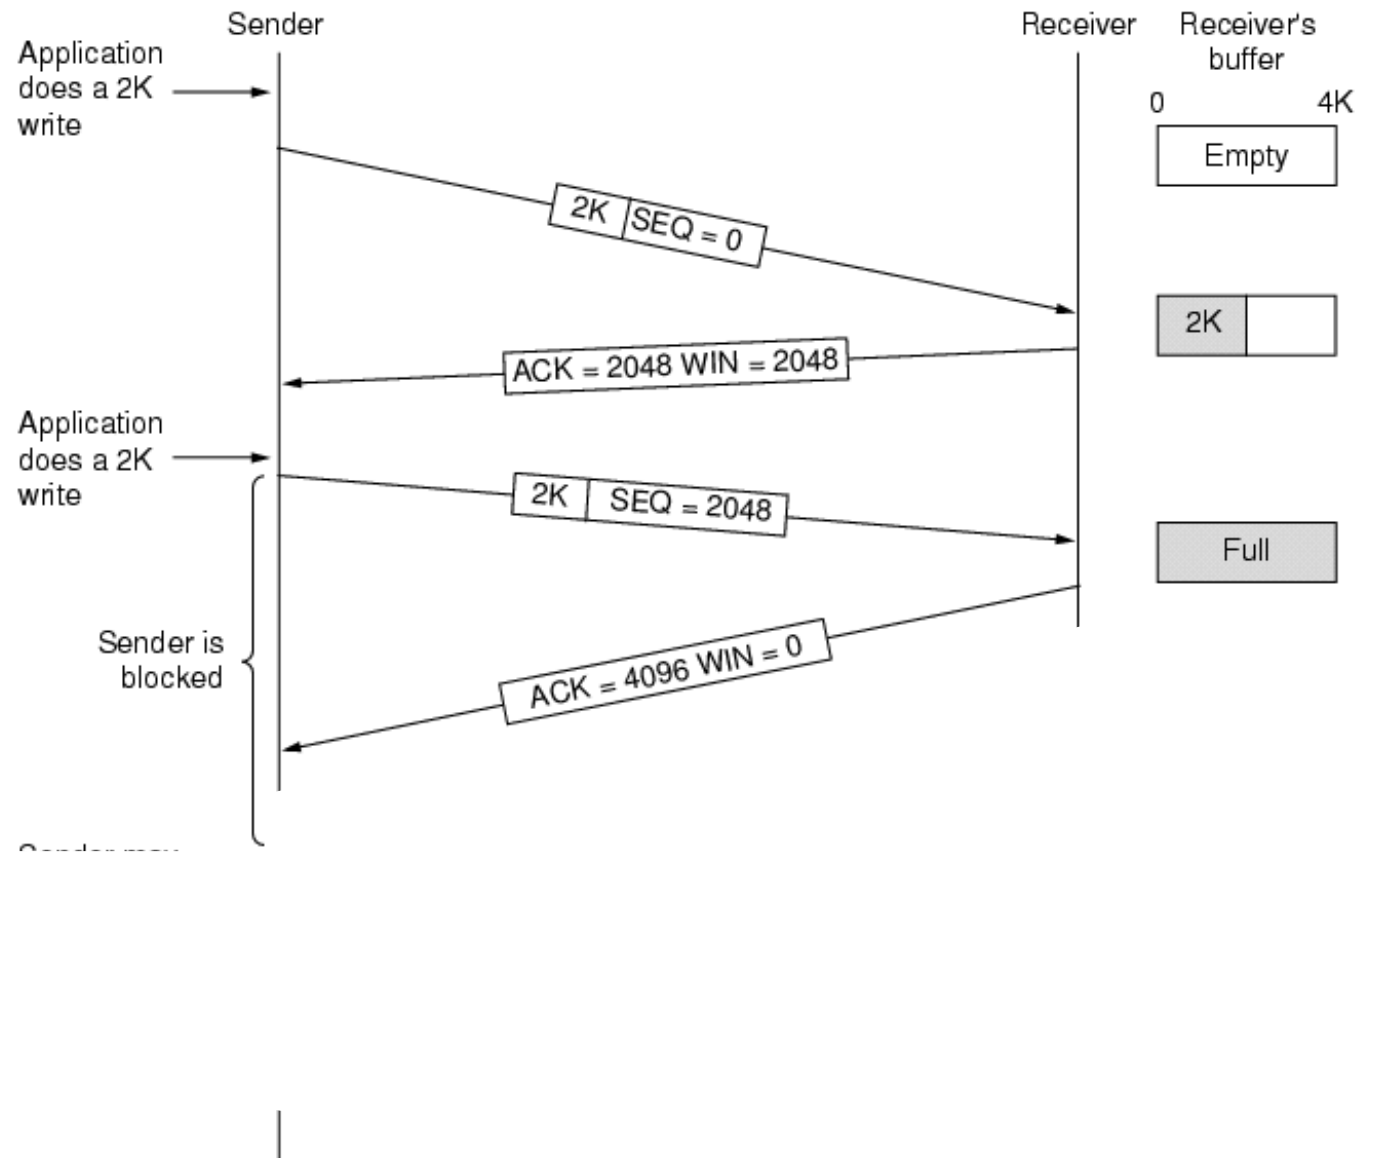 Sender
Receiver
Receiver's
buffer
Application
does a 2K
write
0
4K
Empty
2K
SEQ = 0
2K
ACK = 2048 WIN = 2048
Application
does a 2K
write
2K
SEQ = 2048
Full
Sender is
blocked
ACK = 4096 WIN = 0